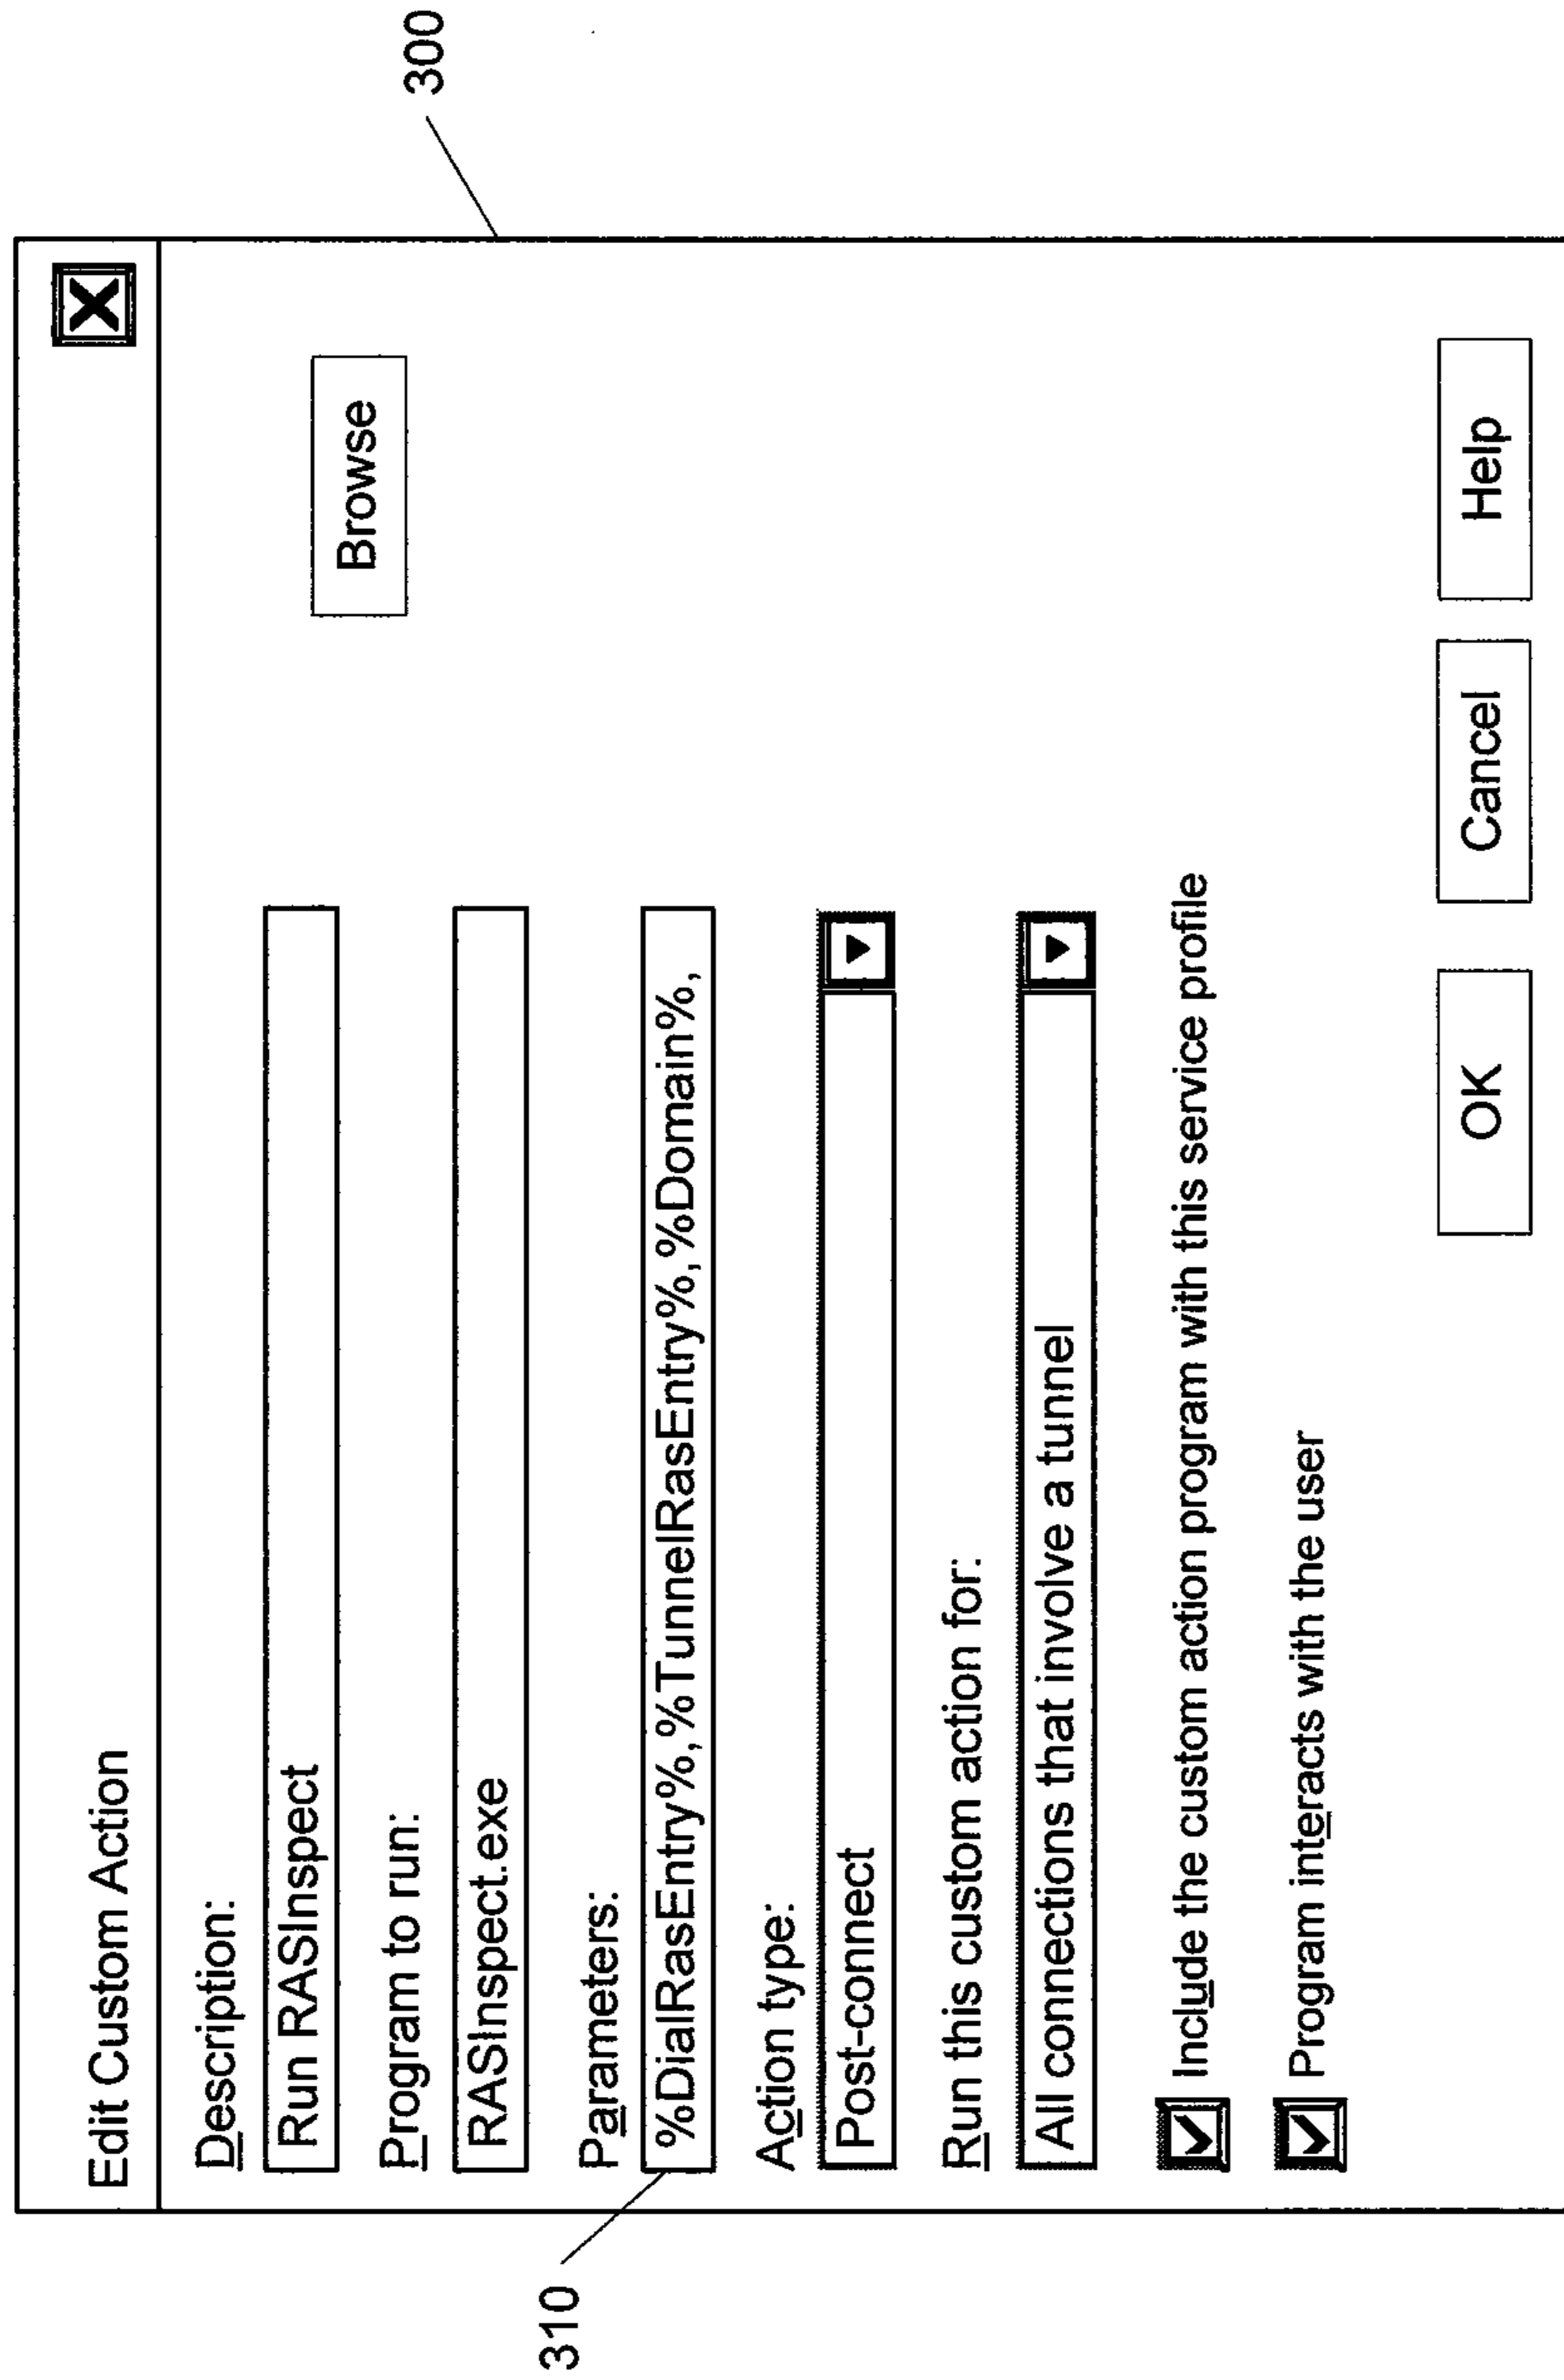 Edit Custom Action
X
300
Description:
Run RASInspect
Program to run:
Browse
RASInspect.exe
310
Parameters:
%DialRasEntry%,%TunnelRasEntry%,%Domain%,
Action type:
Post-connect
Run this custom action for:
All connections that involve a tunnel
Include the custom action program with this service profile
Program interacts with the user
OK
Cancel
Help